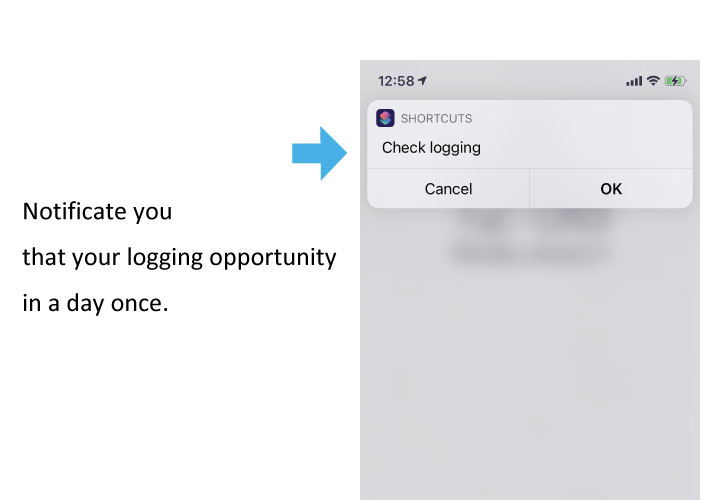 12:58
SHORTCUTS
Check logging
Cancel OK
Notificate you
that your logging opportunity
in a day once.